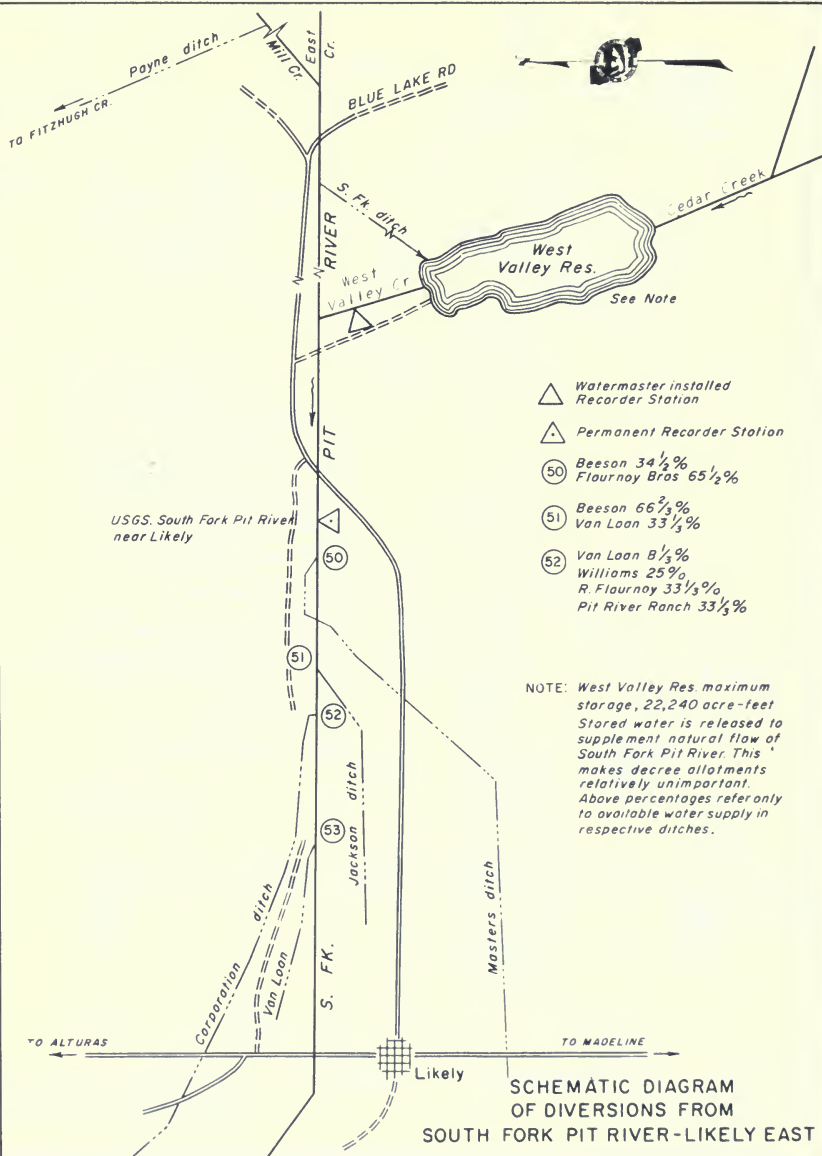 Payne ditch
TO FITZHUGH CR.
Mill Cr.
East Cr.
BLUE LAKE RD
S. Fk. ditch
RIVER
West Valley Cr
West
Valley Res.
See Note
Cedar Creek
PIT
USGS. South Fork Pit River
near Likely
50
51
52
53
Jackson ditch
Masters ditch
Corporation ditch
Van Loan
S. FK.
TO ALTURAS
TO MADELINE
Likely
Watermaster installed
Recorder Station
Permanent Recorder Station
50 Beeson 34 1/2 %
Flournoy Bros 65 1/2 %
51 Beeson 66 2/3 %
Van Loan 33 1/3 %
52 Van Loan 8 1/3 %
Williams 25%
R. Flournoy 33 1/3 %
Pit River Ranch 33 1/3 %
NOTE: West Valley Res. maximum
storage, 22,240 acre-feet
Stored water is released to
supplement natural flow of
South Fork Pit River. This
makes decree allotments
relatively unimportant.
Above percentages refer only
to available water supply in
respective ditches.
SCHEMATIC DIAGRAM
OF DIVERSIONS FROM
SOUTH FORK PIT RIVER-LIKELY EAST